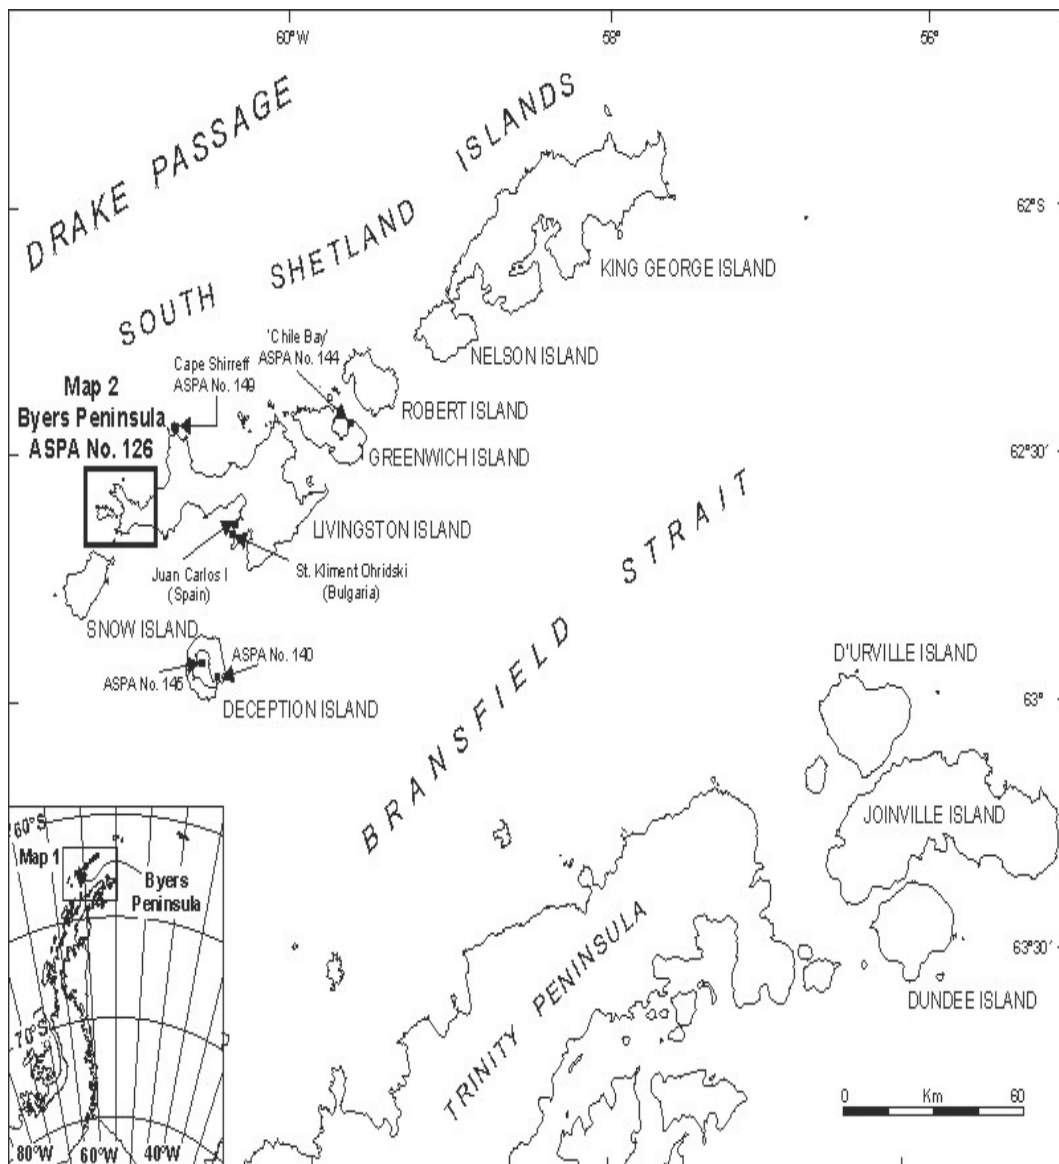 60°W
58°
56°
DRAKE PASSAGE
SOUTH SHETLAND ISLANDS
62°S
KING GEORGE ISLAND
NELSON ISLAND
'Chile Bay'
ASPA No. 144
Cape Shirreff
ASPA No. 149
ROBERT ISLAND
Map 2
Byers Peninsula
ASPA No. 126
GREENWICH ISLAND
62°30'
LIVINGSTON ISLAND
Juan Carlos I
(Spain)
St. Kliment Ohridski
(Bulgaria)
SNOW ISLAND
ASPA No. 140
ASPA No. 145
DECEPTION ISLAND
BRANSFIELD STRAIT
D'URVILLE ISLAND
63°
JOINVILLE ISLAND
63°30'
DUNDEE ISLAND
TRINITY PENINSULA
0 Km 60
60°S
Map 1
Byers
Peninsula
70°S
80°W 60°W 40°W